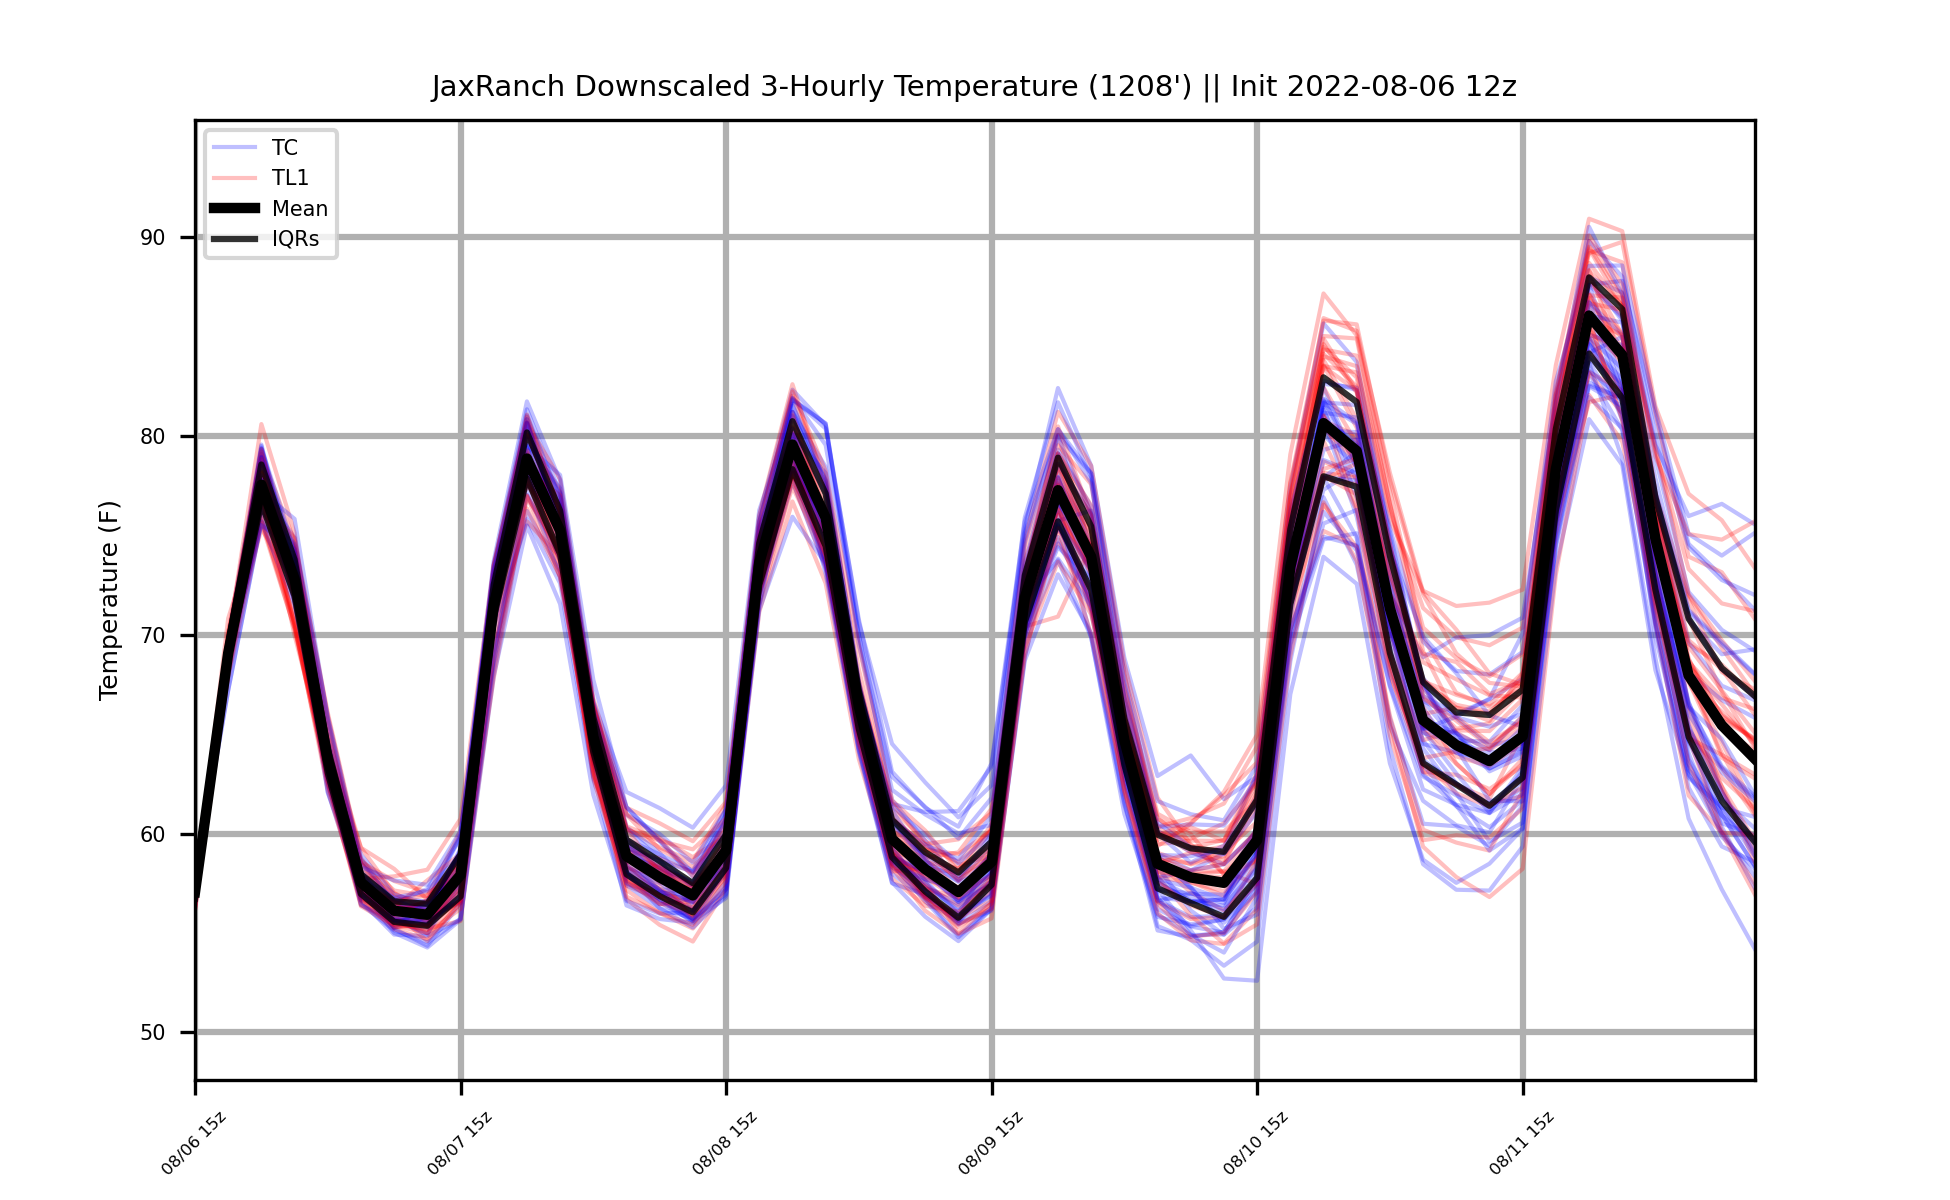 JaxRanch Downscaled 3-Hourly Temperature (1208') || Init 2022-08-06 12z
TC
TL1
Mean
IQRs
Temperature (F)
90
80
70
60
50
08/06 15z
08/07 15z
08/08 15z
08/09 15z
08/10 15z
08/11 15z